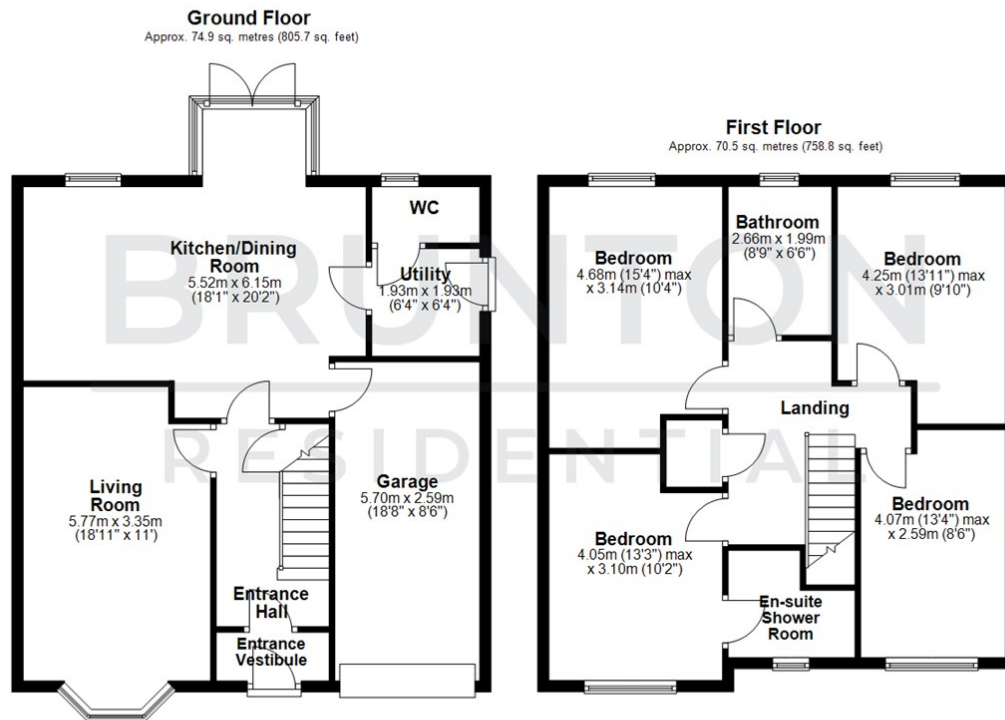 Ground Floor
Approx. 74.9 sq. metres (805.7 sq. feet)
Kitchen/Dining
Room
5.52m x 6.15m
(18'1" x 20'2")
WC
Utility
1.93m x 1.93m
(6'4" x 6'4")
Living
Room
5.77m x 3.35m
(18'11" x 11')
Garage
5.70m x 2.59m
(18'8" x 8'6")
Entrance
Hall
Entrance
Vestibule
First Floor
Approx. 70.5 sq. metres (758.8 sq. feet)
Bedroom
4.68m (15'4") max
x 3.14m (10'4")
Bathroom
2.66m x 1.99m
(8'9" x 6'6")
Bedroom
4.25m (13'11") max
x 3.01m (9'10")
Landing
Bedroom
4.05m (13'3") max
x 3.10m (10'2")
En-suite
Shower
Room
Bedroom
4.07m (13'4") max
x 2.59m (8'6")
BRUNTON
RESIDENTIAL